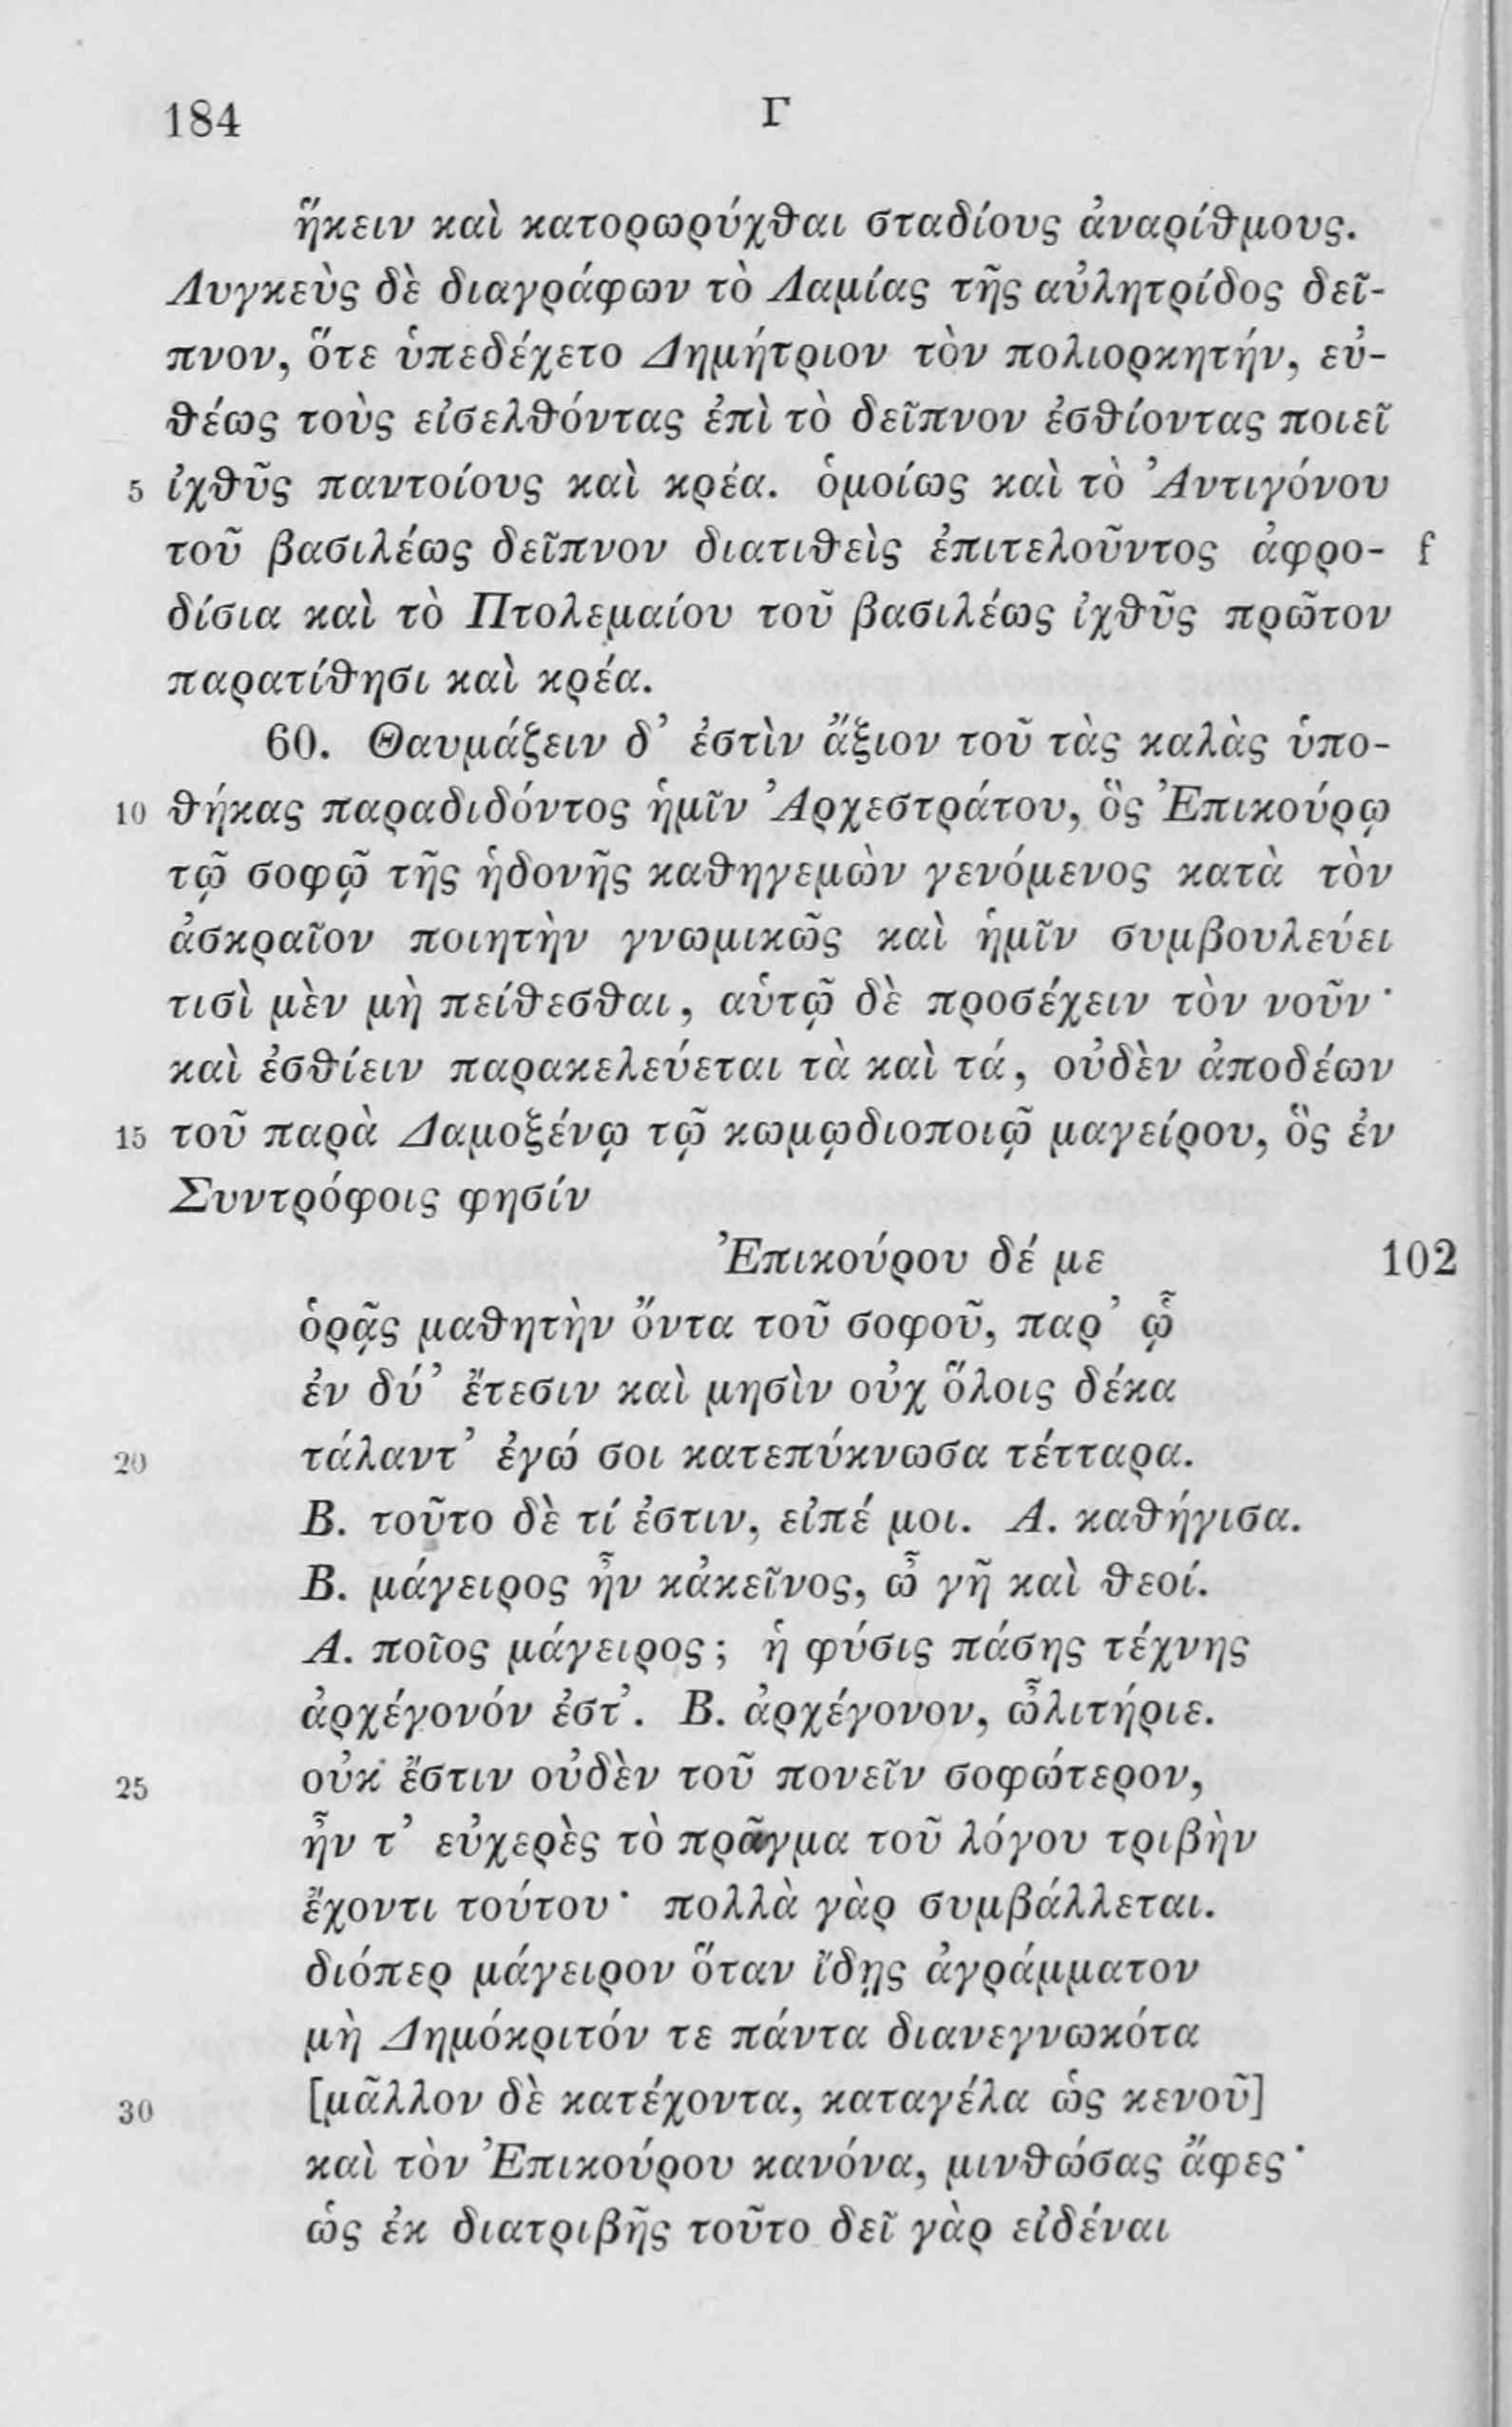 184 Γ
ἥκειν καὶ κατορωρύχθαι σταδίους ἀναρίθμους.
Λυγκεὺς δὲ διαγράφων τὸ Λαμίας τῆς αὐλητρίδος δεῖ-
πνον, ὅτε ὑπεδέχετο Δημήτριον τὸν πολιορκητήν, εὐ-
θέως τοὺς εἰσελθόντας ἐπὶ τὸ δεῖπνον ἐσθίοντας ποιεῖ
5 ἰχθῦς παντοίους καὶ κρέα. ὁμοίως καὶ τὸ Ἀντιγόνου
τοῦ βασιλέως δεῖπνον διατιθεὶς ἐπιτελοῦντος ἀφρο- f
δίσια καὶ τὸ Πτολεμαίου τοῦ βασιλέως ἰχθῦς πρῶτον
παρατίθησι καὶ κρέα.
60. Θαυμάζειν δ’ ἐστὶν ἄξιον τοῦ τὰς καλὰς ὑπο-
10 θήκας παραδιδόντος ἡμῖν Ἀρχεστράτου, ὃς Ἐπικούρῳ
τῷ σοφῷ τῆς ἡδονῆς καθηγεμὼν γενόμενος κατὰ τὸν
ἀσκραῖον ποιητὴν γνωμικῶς καὶ ἡμῖν συμβουλεύει
τισὶ μὲν μὴ πείθεσθαι, αὑτῷ δὲ προσέχειν τὸν νοῦν·
καὶ ἐσθίειν παρακελεύεται τὰ καὶ τά, οὐδὲν ἀποδέων
15 τοῦ παρὰ Δαμοξένῳ τῷ κωμῳδιοποιῷ μαγείρου, ὃς ἐν
Συντρόφοις φησίν
Ἐπικούρου δέ με 102
ὁρᾷς μαθητὴν ὄντα τοῦ σοφοῦ, παρ’ ᾧ
ἐν δύ’ ἔτεσιν καὶ μησὶν οὐχ ὅλοις δέκα
20 τάλαντ’ ἐγώ σοι κατεπύκνωσα τέτταρα.
Β. τοῦτο δὲ τί ἐστιν, εἰπέ μοι. Α. καθήγισα.
Β. μάγειρος ἦν κἀκεῖνος, ὦ γῆ καὶ θεοί.
Α. ποῖος μάγειρος; ἡ φύσις πάσης τέχνης
ἀρχέγονόν ἐστ’. Β. ἀρχέγονον, ὦλιτήριε.
25 οὐκ ἔστιν οὐδὲν τοῦ πονεῖν σοφώτερον,
ἦν τ’ εὐχερὲς τὸ πρᾶγμα τοῦ λόγου τριβὴν
ἔχοντι τούτου· πολλὰ γὰρ συμβάλλεται.
διόπερ μάγειρον ὅταν ἴδῃς ἀγράμματον
μὴ Δημόκριτόν τε πάντα διανεγνωκότα
30 [μᾶλλον δὲ κατέχοντα, καταγέλα ὡς κενοῦ]
καὶ τὸν Ἐπικούρου κανόνα, μινθώσας ἄφες·
ὡς ἐκ διατριβῆς τοῦτο δεῖ γὰρ εἰδέναι